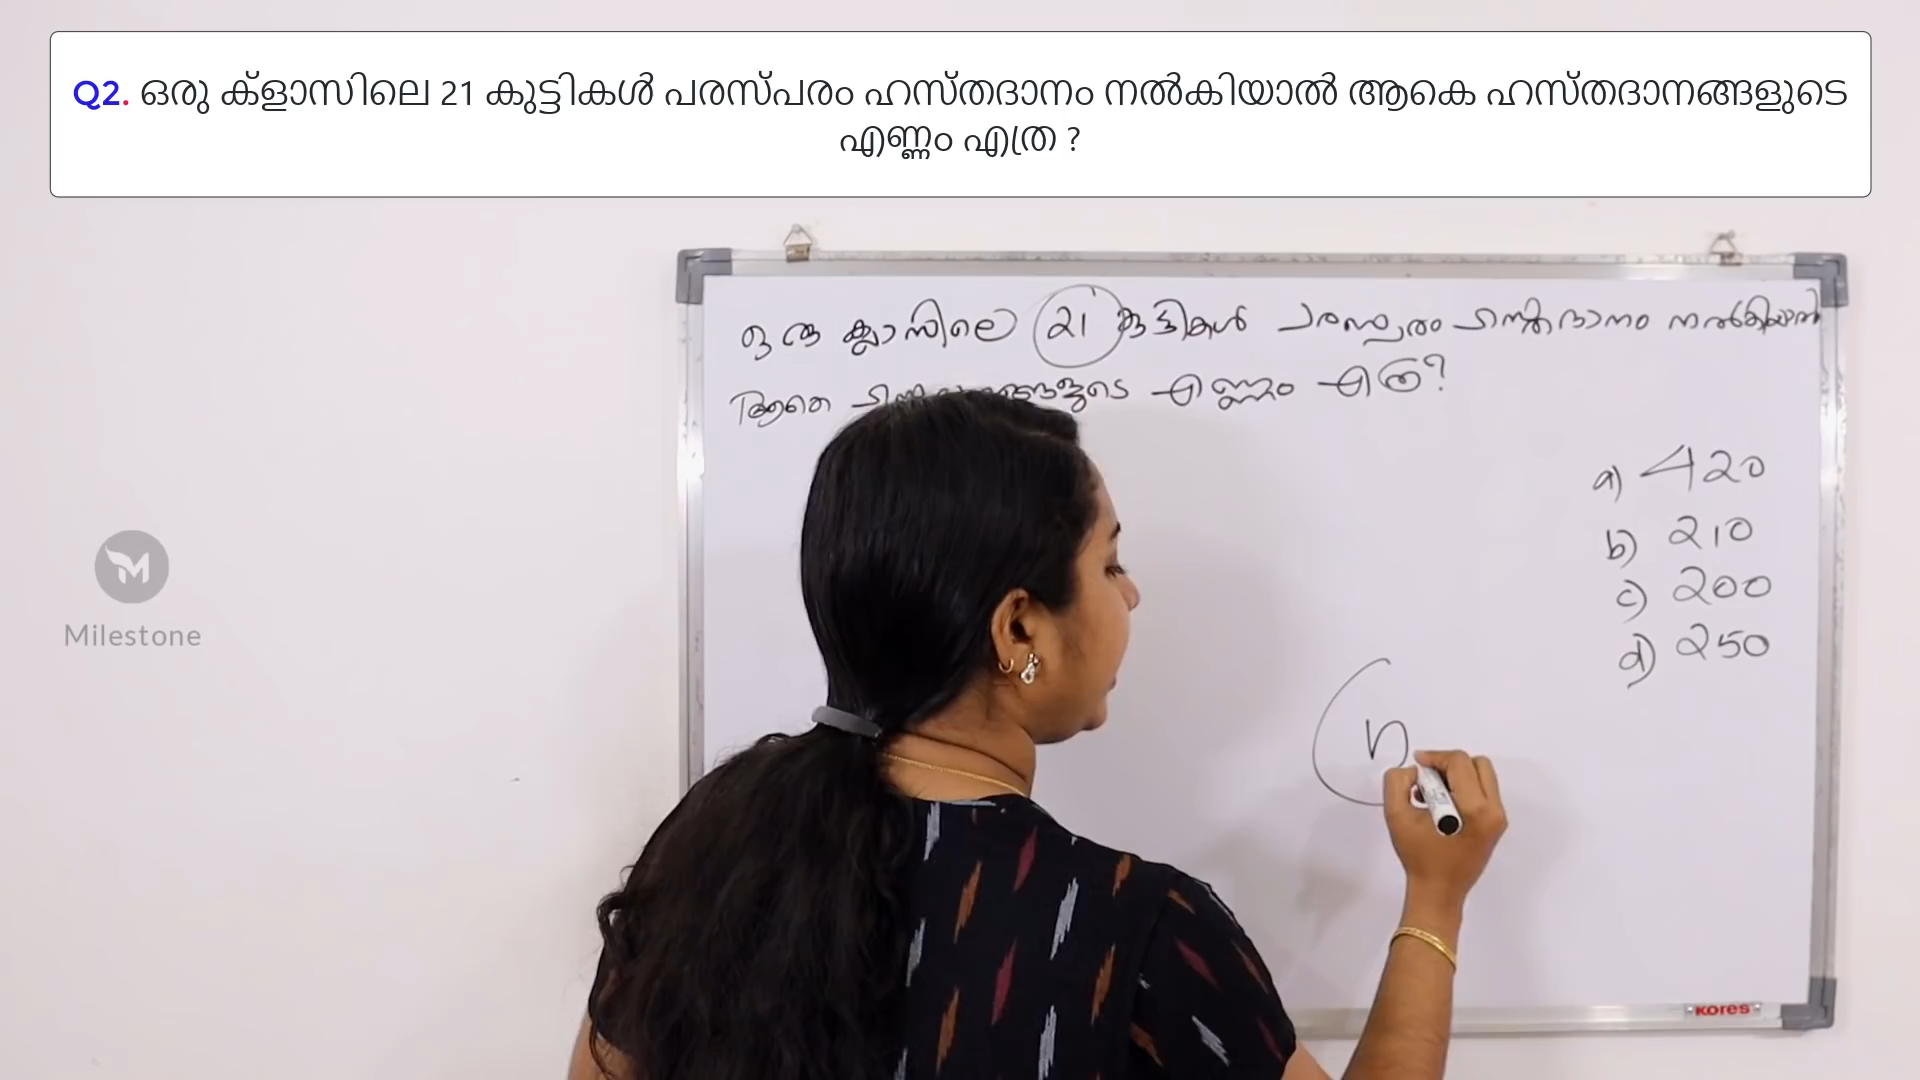 Q2. ഒരു ക്ളാസിലെ 21 കുട്ടികൾ പരസ്പരം ഹസ്തദാനം നൽകിയാൽ ആകെ ഹസ്തദാനങ്ങളുടെ
എണ്ണം എത്ര ?
ഒരു ക്ലാസിലെ 21 കുട്ടികൾ പരസ്പരം ഹസ്തദാനം നൽകിയാൽ
ആകെ എണ്ണം എത്ര?
a) 420
b) 210
c) 200
d) 250
(n
M
Milestone
KORES